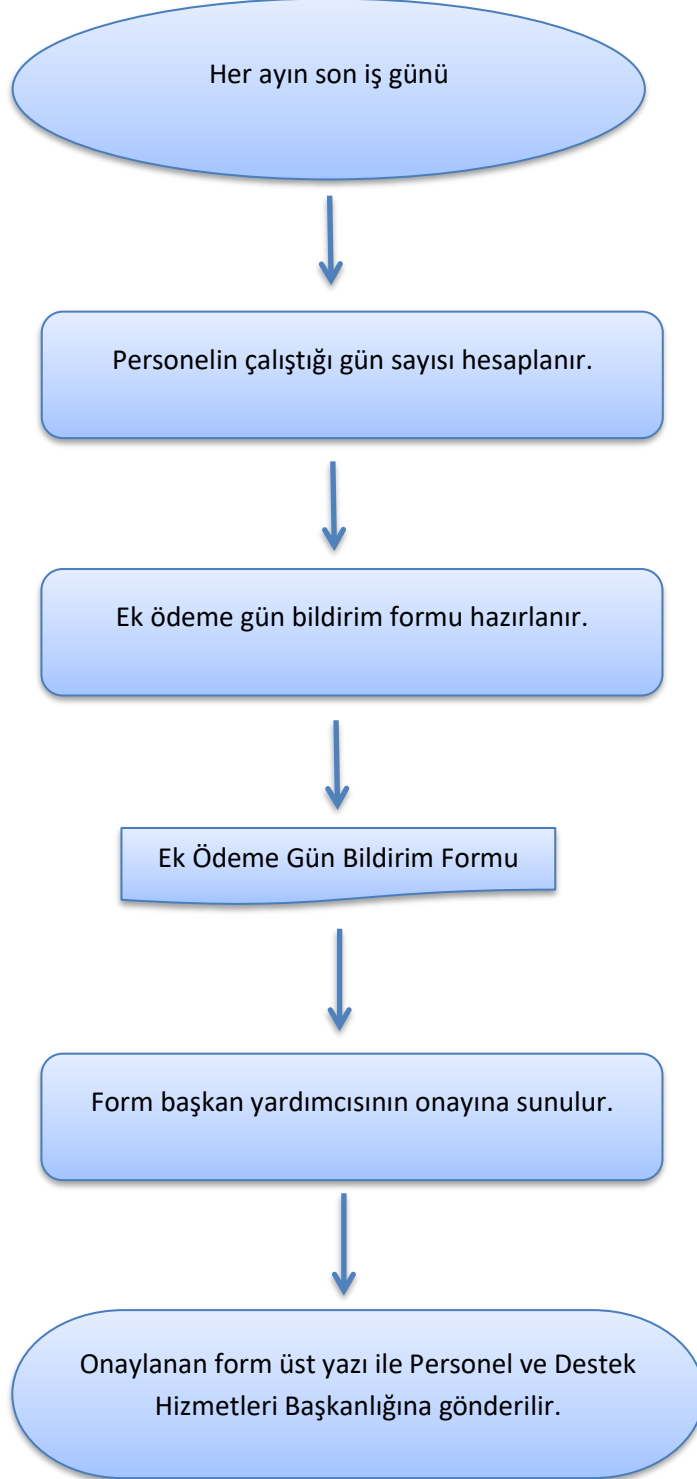 Her ayın son iş günü
Personelin çalıştığı gün sayısı hesaplanır.
Ek ödeme gün bildirim formu hazırlanır.
Ek Ödeme Gün Bildirim Formu
Form başkan yardımcısının onayına sunulur.
Onaylanan form üst yazı ile Personel ve Destek
Hizmetleri Başkanlığına gönderilir.